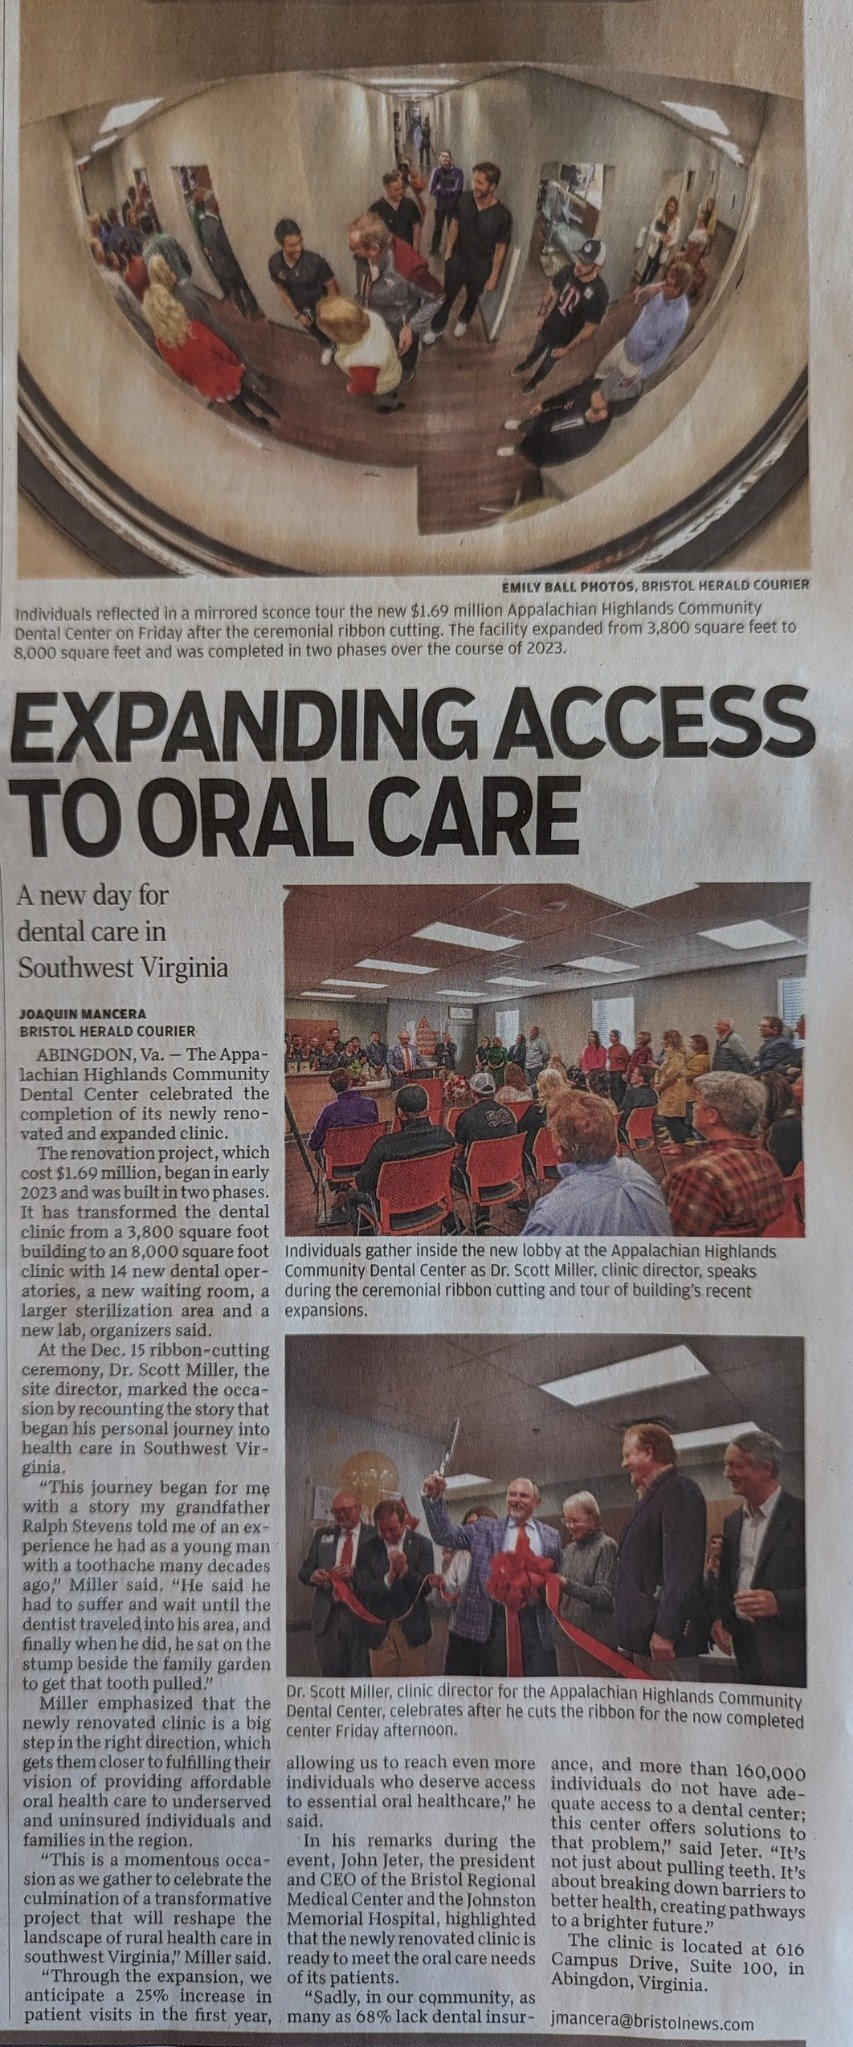 EMILY BALL PHOTOS, BRISTOL HERALD COURIER
Individuals reflected in a mirrored sconce tour the new $1.69 million Appalachian Highlands Community
Dental Center on Friday after the ceremonial ribbon cutting. The facility expanded from 3,800 square feet to
8,000 square feet and was completed in two phases over the course of 2023.
EXPANDING ACCESS
TO ORAL CARE
A new day for
dental care in
Southwest Virginia
JOAQUIN MANCERA
BRISTOL HERALD COURIER
ABINGDON, Va. — The Appa-
lachian Highlands Community
Dental Center celebrated the
completion of its newly reno-
vated and expanded clinic.
The renovation project, which
cost $1.69 million, began in early
2023 and was built in two phases.
It has transformed the dental
clinic from a 3,800 square foot
building to an 8,000 square foot
clinic with 14 new dental oper-
atories, a new waiting room, a
larger sterilization area and a
new lab, organizers said.
At the Dec. 15 ribbon-cutting
ceremony, Dr. Scott Miller, the
site director, marked the occa-
sion by recounting the story that
began his personal journey into
health care in Southwest Vir-
ginia.
“This journey began for me
with a story my grandfather
Ralph Stevens told me of an ex-
perience he had as a young man
with a toothache many decades
ago,” Miller said. “He said he
had to suffer and wait until the
dentist traveled into his area, and
finally when he did, he sat on the
stump beside the family garden
to get that tooth pulled.”
Miller emphasized that the
newly renovated clinic is a big
step in the right direction, which
gets them closer to fulfilling their
vision of providing affordable
oral health care to underserved
and uninsured individuals and
families in the region.
“This is a momentous occa-
sion as we gather to celebrate the
culmination of a transformative
project that will reshape the
landscape of rural health care in
southwest Virginia,” Miller said.
“Through the expansion, we
anticipate a 25% increase in
patient visits in the first year,
Individuals gather inside the new lobby at the Appalachian Highlands
Community Dental Center as Dr. Scott Miller, clinic director, speaks
during the ceremonial ribbon cutting and tour of building's recent
expansions.
Dr. Scott Miller, clinic director for the Appalachian Highlands Community
Dental Center, celebrates after he cuts the ribbon for the now completed
center Friday afternoon.
allowing us to reach even more
individuals who deserve access
to essential oral healthcare,” he
said.
In his remarks during the
event, John Jeter, the president
and CEO of the Bristol Regional
Medical Center and the Johnston
Memorial Hospital, highlighted
that the newly renovated clinic is
ready to meet the oral care needs
of its patients.
“Sadly, in our community, as
many as 68% lack dental insur-
ance, and more than 160,000
individuals do not have ade-
quate access to a dental center;
this center offers solutions to
that problem,” said Jeter. “It's
not just about pulling teeth. It's
about breaking down barriers to
better health, creating pathways
to a brighter future.”
The clinic is located at 616
Campus Drive, Suite 100, in
Abingdon, Virginia.
jmancera@bristolnews.com